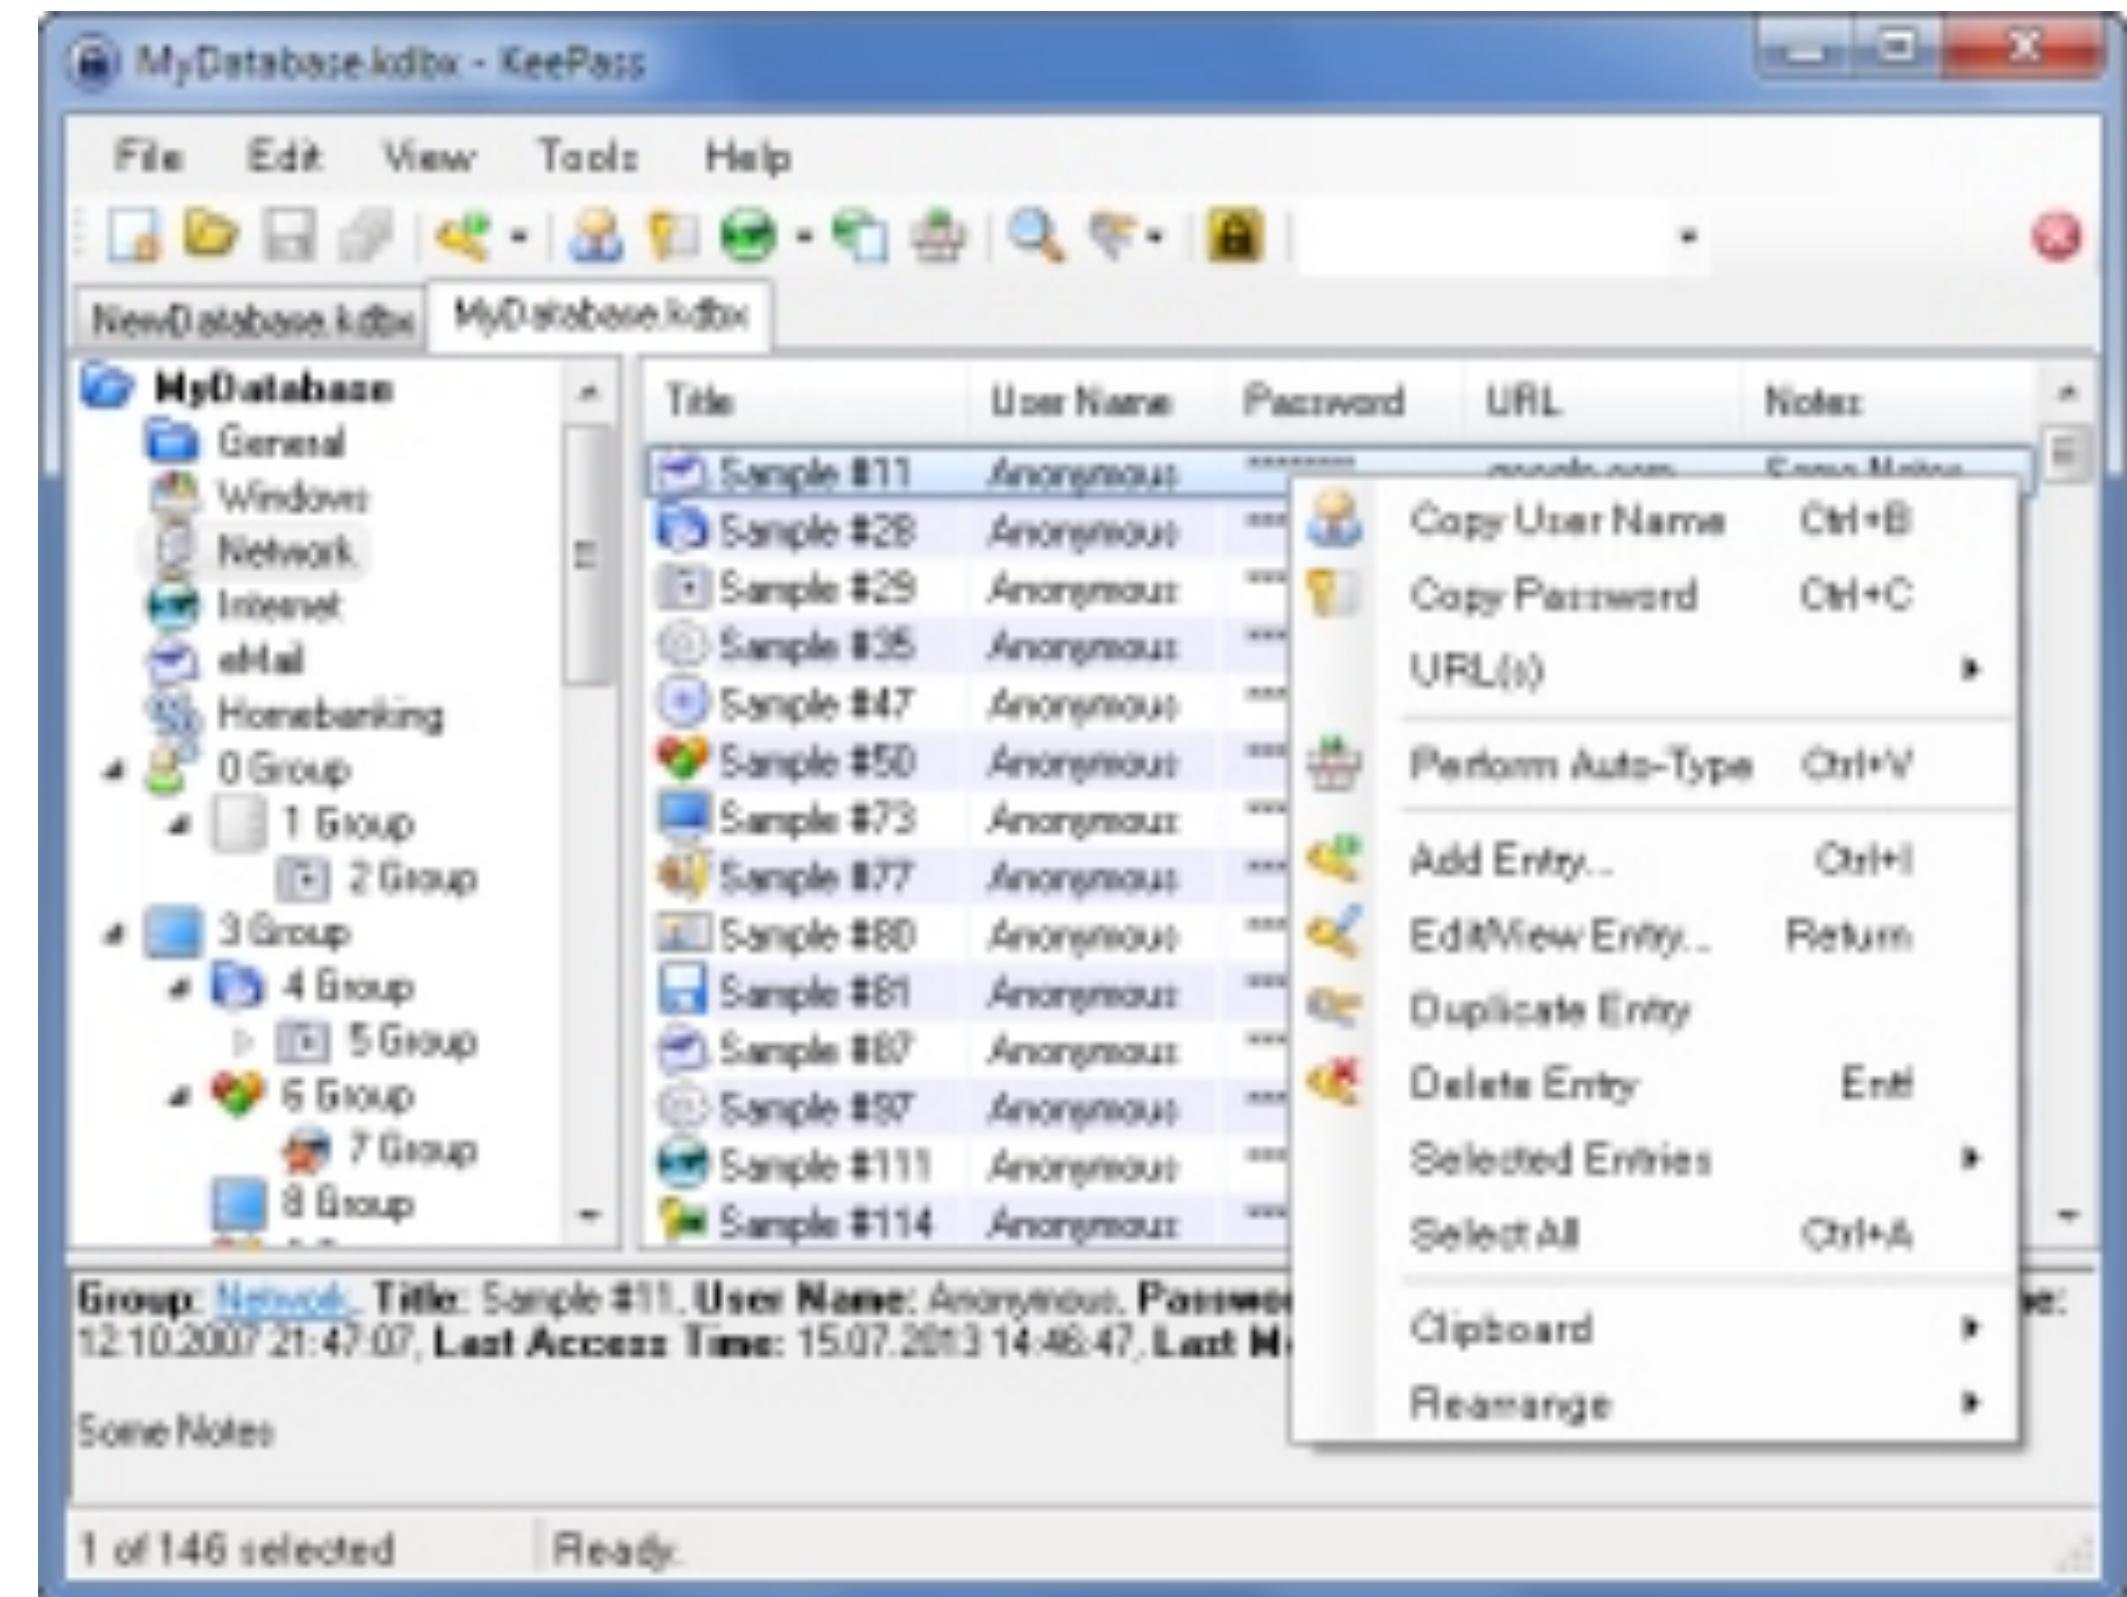 MyDatabase.kdbx - KeePass
File Edit View Tools Help
NewDatabase.kdbx MyDatabase.kdbx
MyDatabase
General
Windows
Network
Internet
eMail
Homebanking
0 Group
1 Group
2 Group
3 Group
4 Group
5 Group
6 Group
7 Group
8 Group
Title User Name Password URL Notes
Sample #11 Anonymous ******** google.com Some Notes
Sample #28 Anonymous ***
Sample #29 Anonymous ***
Sample #35 Anonymous ***
Sample #47 Anonymous ***
Sample #50 Anonymous ***
Sample #73 Anonymous ***
Sample #77 Anonymous ***
Sample #80 Anonymous ***
Sample #81 Anonymous ***
Sample #87 Anonymous ***
Sample #97 Anonymous ***
Sample #111 Anonymous ***
Sample #114 Anonymous ***
Copy User Name Ctrl+B
Copy Password Ctrl+C
URL(s)
Perform Auto-Type Ctrl+V
Add Entry... Ctrl+I
Edit/View Entry... Return
Duplicate Entry
Delete Entry Entf
Selected Entries
Select All Ctrl+A
Clipboard
Rearrange
Group: Network, Title: Sample #11, User Name: Anonymous,
12.10.2007 21:47:07, Last Access Time: 15.07.2013 14:46:47, Last
Some Notes
1 of 146 selected Ready.